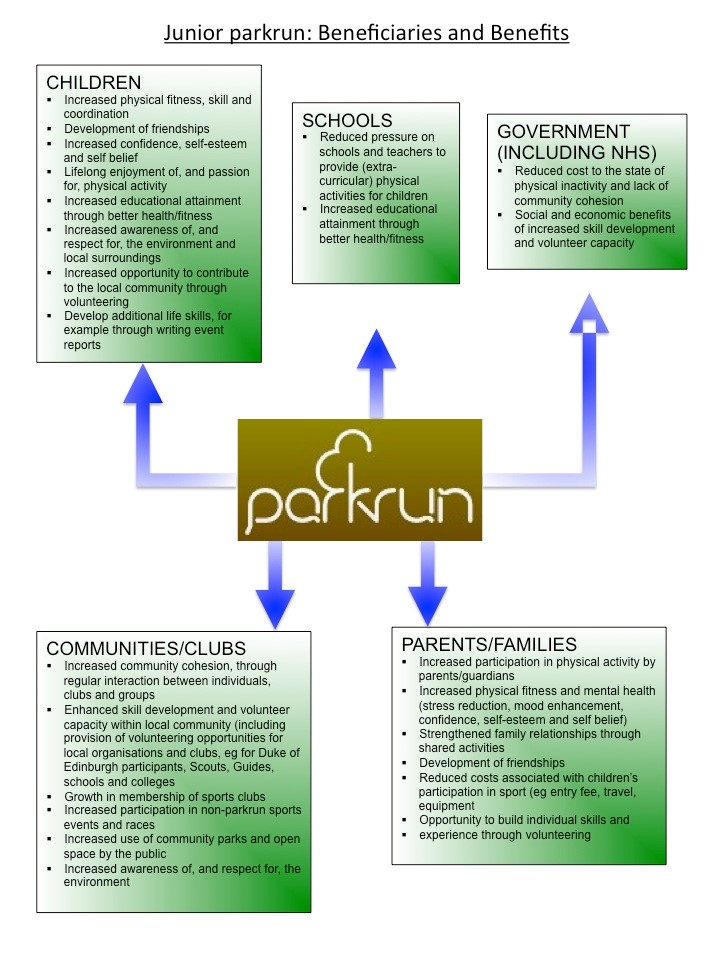 Junior parkrun: Beneficiaries and Benefits
CHILDREN
▪ Increased physical fitness, skill and
coordination
▪ Development of friendships
▪ Increased confidence, self-esteem
and self belief
▪ Lifelong enjoyment of, and passion
for, physical activity
▪ Increased educational attainment
through better health/fitness
▪ Increased awareness of, and
respect for, the environment and
local surroundings
▪ Increased opportunity to contribute
to the local community through
volunteering
▪ Develop additional life skills, for
example through writing event
reports
SCHOOLS
▪ Reduced pressure on
schools and teachers to
provide (extra-
curricular) physical
activities for children
▪ Increased educational
attainment through
better health/fitness
GOVERNMENT
(INCLUDING NHS)
▪ Reduced cost to the state of
physical inactivity and lack of
community cohesion
▪ Social and economic benefits
of increased skill development
and volunteer capacity
parkrun
COMMUNITIES/CLUBS
▪ Increased community cohesion, through
regular interaction between individuals,
clubs and groups
▪ Enhanced skill development and volunteer
capacity within local community (including
provision of volunteering opportunities for
local organisations and clubs, eg for Duke of
Edinburgh participants, Scouts, Guides,
schools and colleges
▪ Growth in membership of sports clubs
▪ Increased participation in non-parkrun sports
events and races
▪ Increased use of community parks and open
space by the public
▪ Increased awareness of, and respect for, the
environment
PARENTS/FAMILIES
▪ Increased participation in physical activity by
parents/guardians
▪ Increased physical fitness and mental health
(stress reduction, mood enhancement,
confidence, self-esteem and self belief)
▪ Strengthened family relationships through
shared activities
▪ Development of friendships
▪ Reduced costs associated with children's
participation in sport (eg entry fee, travel,
equipment
▪ Opportunity to build individual skills and
▪ experience through volunteering